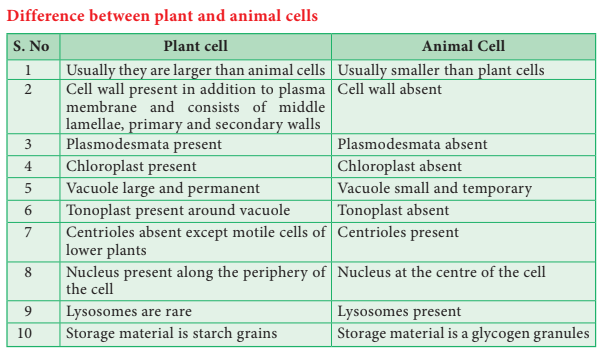 Difference between plant and animal cells
S. No Plant cell Animal Cell
1 Usually they are larger than animal cells Usually smaller than plant cells
2 Cell wall present in addition to plasma Cell wall absent
membrane and consists of middle
lamellae, primary and secondary walls
3 Plasmodesmata present Plasmodesmata absent
4 Chloroplast present Chloroplast absent
5 Vacuole large and permanent Vacuole small and temporary
6 Tonoplast present around vacuole Tonoplast absent
7 Centrioles absent except motile cells of Centrioles present
lower plants
8 Nucleus present along the periphery of Nucleus at the centre of the cell
the cell
9 Lysosomes are rare Lysosomes present
10 Storage material is starch grains Storage material is a glycogen granules